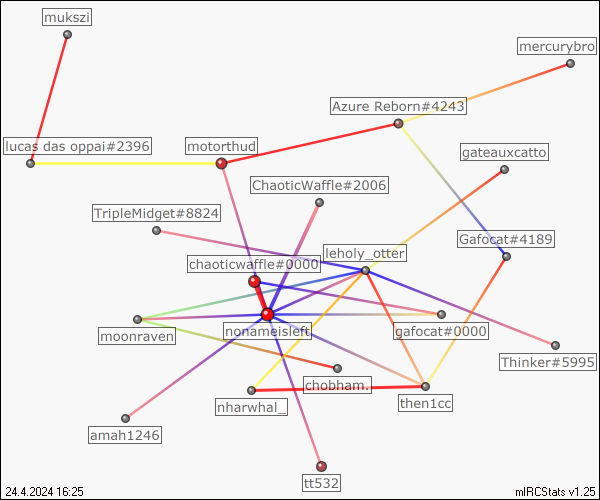 mukszi
mercurybro
Azure Reborn#4243
lucas das oppai#2396
motorthud
gateauxcatto
ChaoticWaffle#2006
TripleMidget#8824
Gafocat#4189
leholy_otter
chaoticwaffle#0000
moonraven
nonameisleft
gafocat#0000
Thinker#5995
chobham.
nharwhal_
then1cc
amah1246
tt532
24.4.2024 16:25
mIRCStats v1.25